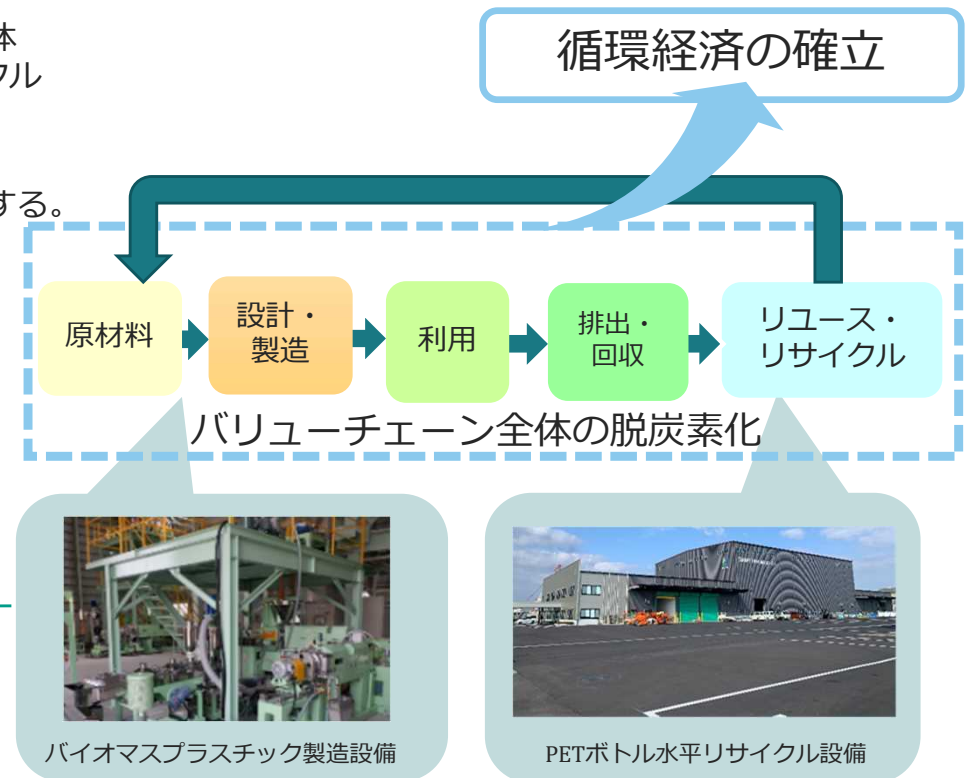 体
クル
循環経済の確立
する。
原材料
設計・
製造
利用
排出・
回収
リユース・
リサイクル
バリューチェーン全体の脱炭素化
バイオマスプラスチック製造設備
PETボトル水平リサイクル設備